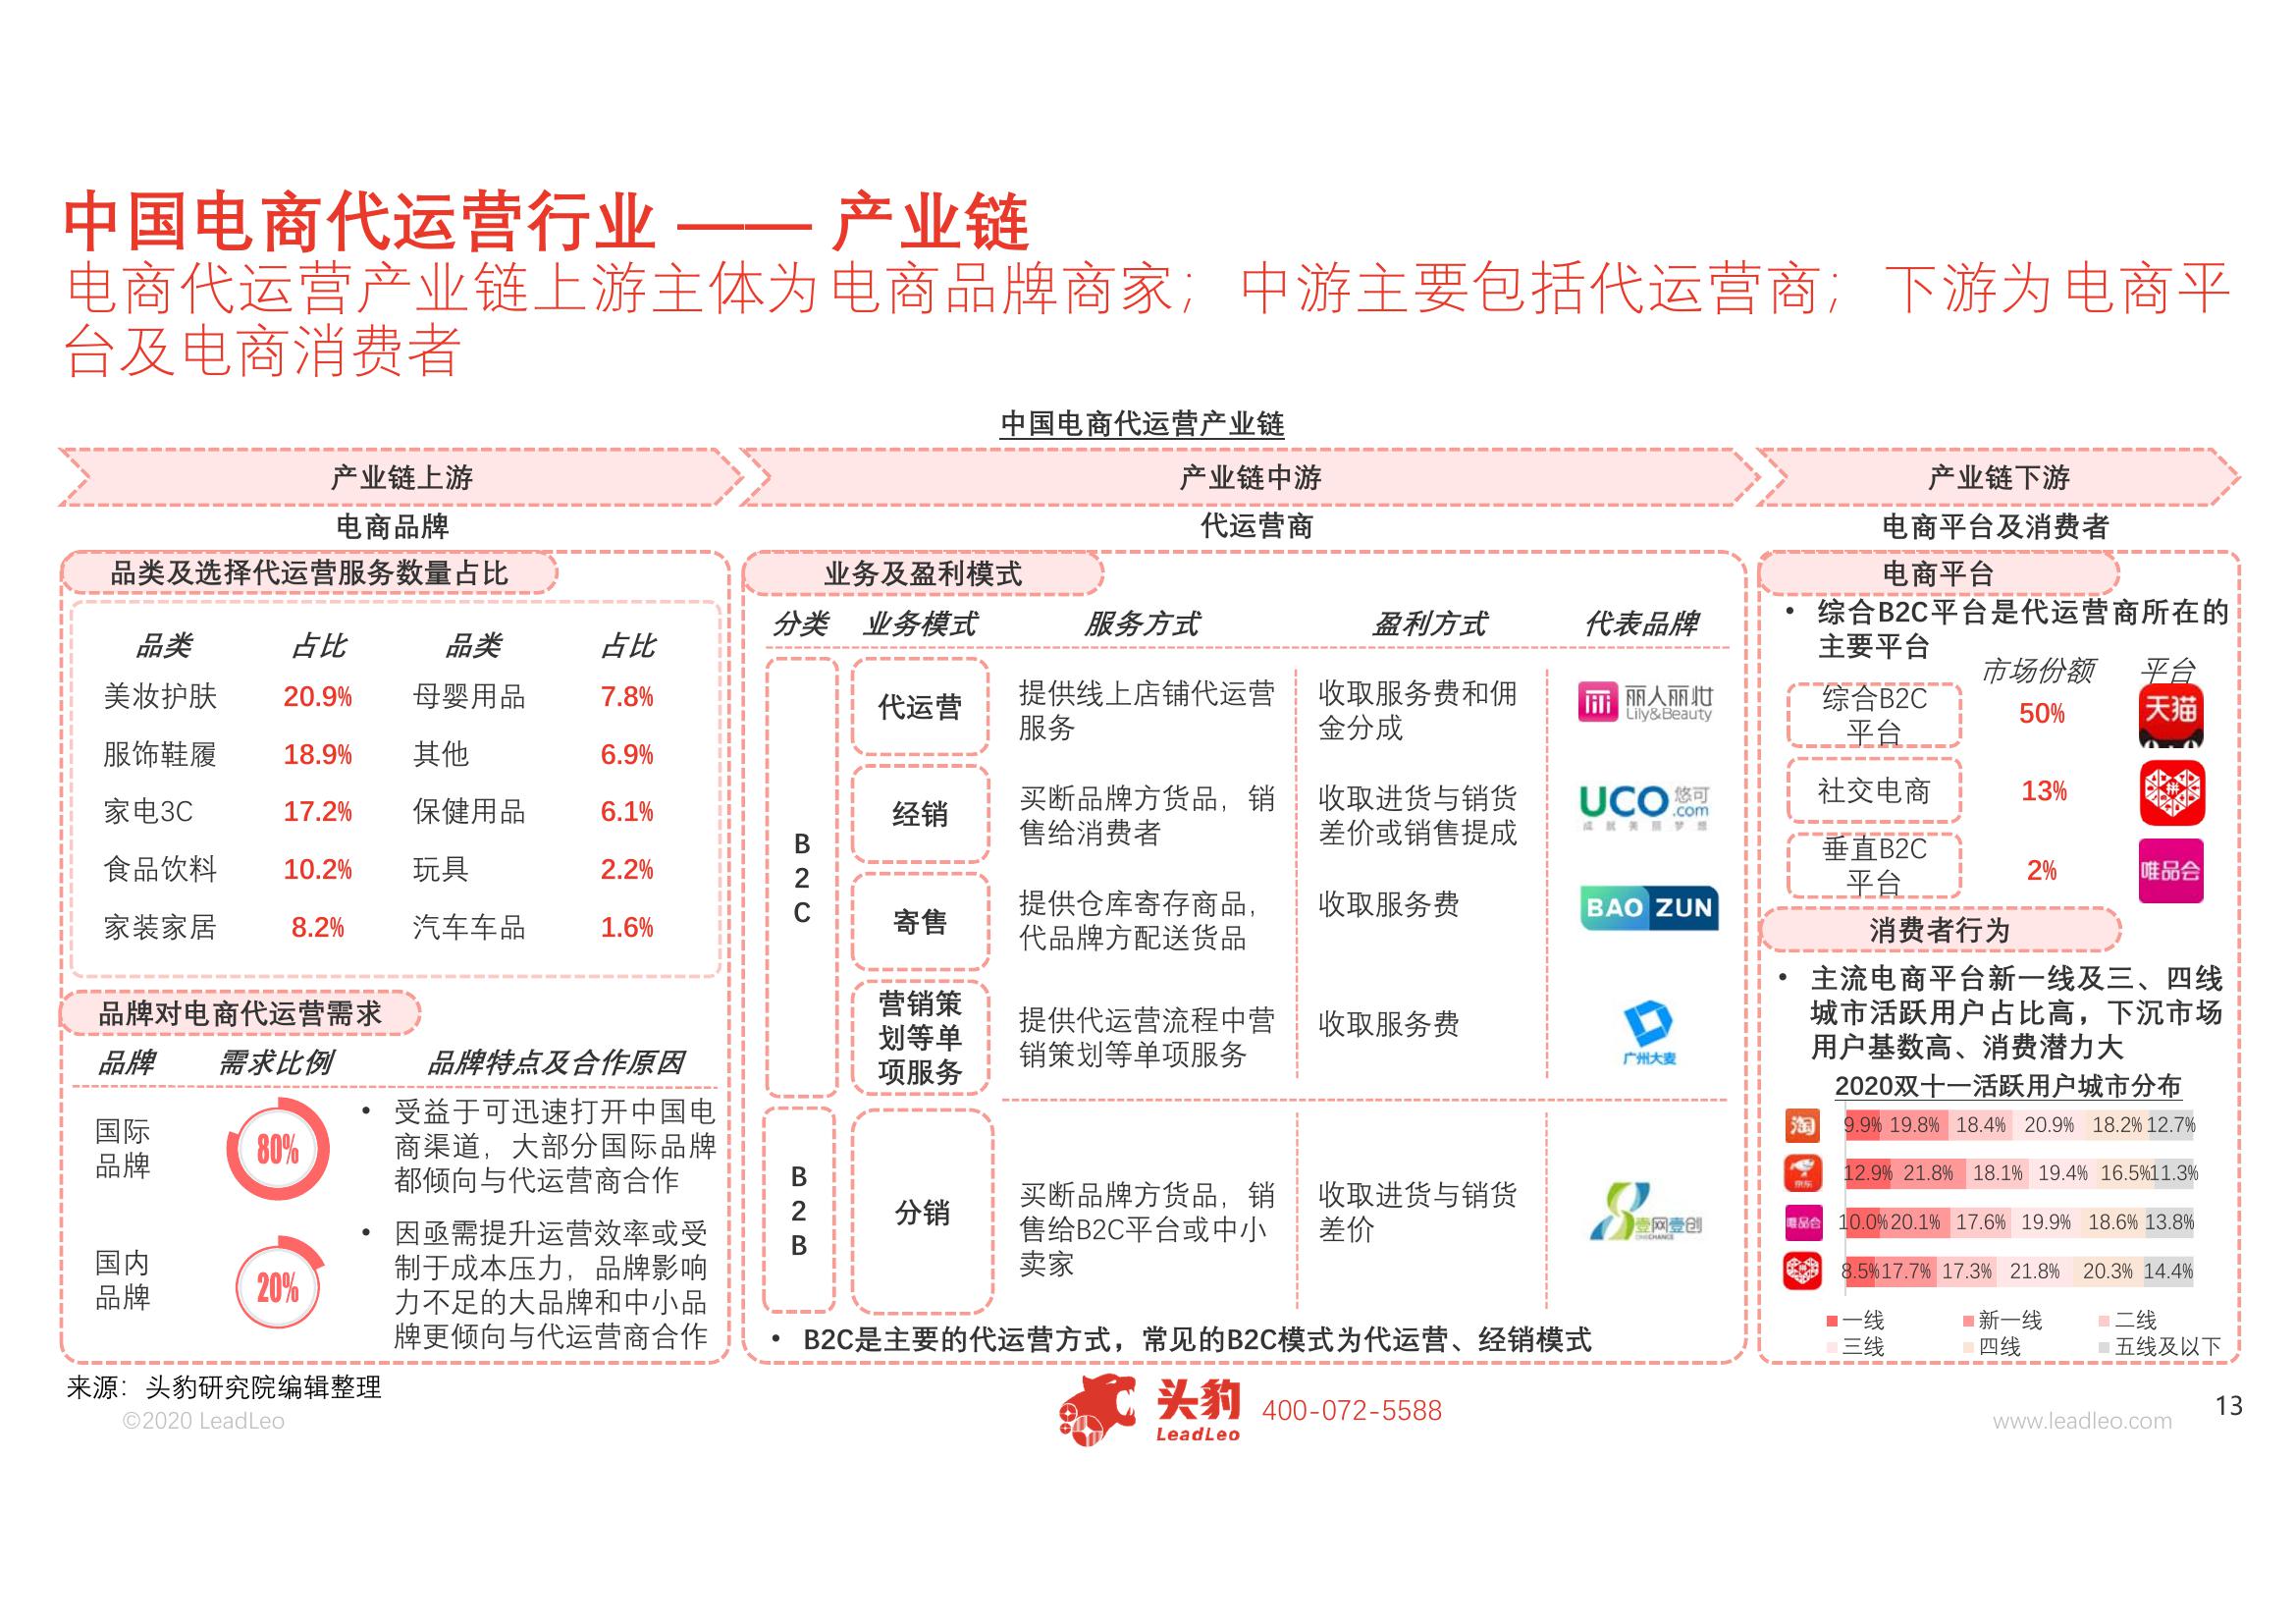 中国电商代运营行业 —— 产业链
电商代运营产业链上游主体为电商品牌商家；中游主要包括代运营商；下游为电商平
台及电商消费者
中国电商代运营产业链
产业链上游
产业链中游
产业链下游
电商品牌
代运营商
电商平台及消费者
品类及选择代运营服务数量占比
品类 占比 品类 占比
美妆护肤 20.9% 母婴用品 7.8%
服饰鞋履 18.9% 其他 6.9%
家电3C 17.2% 保健用品 6.1%
食品饮料 10.2% 玩具 2.2%
家装家居 8.2% 汽车车品 1.6%
品牌对电商代运营需求
品牌 需求比例 品牌特点及合作原因
国际
品牌
80%
• 受益于可迅速打开中国电
商渠道，大部分国际品牌
都倾向与代运营商合作
国内
品牌
20%
• 因亟需提升运营效率或受
制于成本压力，品牌影响
力不足的大品牌和中小品
牌更倾向与代运营商合作
业务及盈利模式
分类 业务模式 服务方式 盈利方式 代表品牌
B
2
C
代运营
提供线上店铺代运营
服务
收取服务费和佣
金分成
丽人丽妆
Lily&Beauty
经销
买断品牌方货品，销
售给消费者
收取进货与销货
差价或销售提成
UCO悠可
.com
成就美丽梦想
寄售
提供仓库寄存商品，
代品牌方配送货品
收取服务费
BAO ZUN
营销策
划等单
项服务
提供代运营流程中营
销策划等单项服务
收取服务费
广州大麦
B
2
B
分销
买断品牌方货品，销
售给B2C平台或中小
卖家
收取进货与销货
差价
壹网壹创
ONECHANCE
• B2C是主要的代运营方式，常见的B2C模式为代运营、经销模式
电商平台
• 综合B2C平台是代运营商所在的
主要平台
市场份额 平台
综合B2C
平台
50%
天猫
社交电商
13%
拼
垂直B2C
平台
2%
唯品会
消费者行为
• 主流电商平台新一线及三、四线
城市活跃用户占比高，下沉市场
用户基数高、消费潜力大
2020双十一活跃用户城市分布
淘 9.9% 19.8% 18.4% 20.9% 18.2% 12.7%
京东 12.9% 21.8% 18.1% 19.4% 16.5% 11.3%
唯品会 10.0% 20.1% 17.6% 19.9% 18.6% 13.8%
8.5% 17.7% 17.3% 21.8% 20.3% 14.4%
一线 新一线 二线
三线 四线 五线及以下
来源：头豹研究院编辑整理
©2020 LeadLeo
头豹
LeadLeo
400-072-5588
www.leadleo.com
13